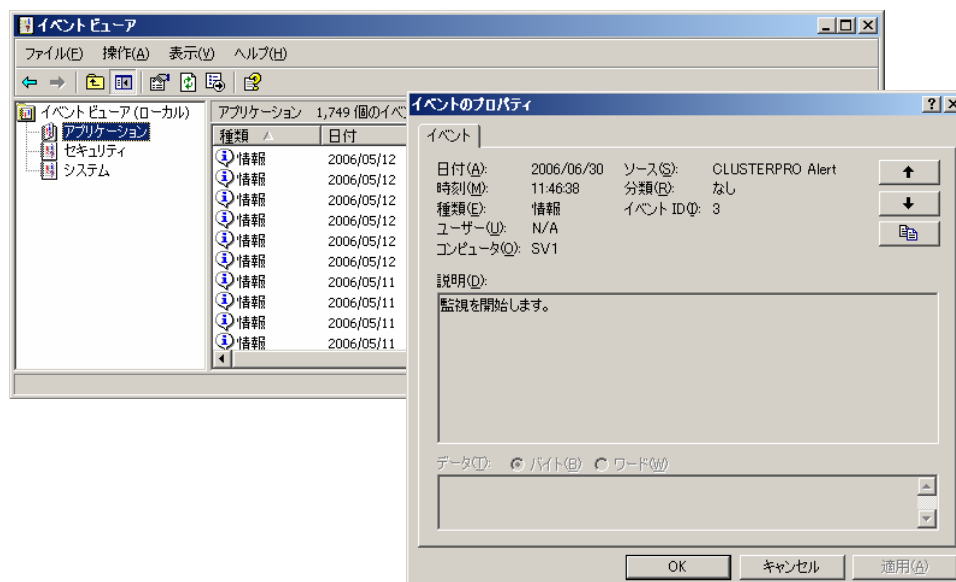 イベント ビューア
ファイル(F) 操作(A) 表示(V) ヘルプ(H)
イベント ビューア (ローカル)
アプリケーション
セキュリティ
システム
アプリケーション 1,749 個のイベ
種類 日付
情報 2006/05/12
情報 2006/05/12
情報 2006/05/12
情報 2006/05/12
情報 2006/05/12
情報 2006/05/12
情報 2006/05/11
情報 2006/05/11
情報 2006/05/11
情報 2006/05/11
イベントのプロパティ
イベント
日付(A): 2006/06/30 ソース(S): CLUSTERPRO Alert
時刻(M): 11:46:38 分類(R): なし
種類(E): 情報 イベント ID(I): 3
ユーザー(U): N/A
コンピュータ(O): SV1
説明(D):
監視を開始します。
データ(T): バイト(B) ワード(W)
OK キャンセル 適用(A)